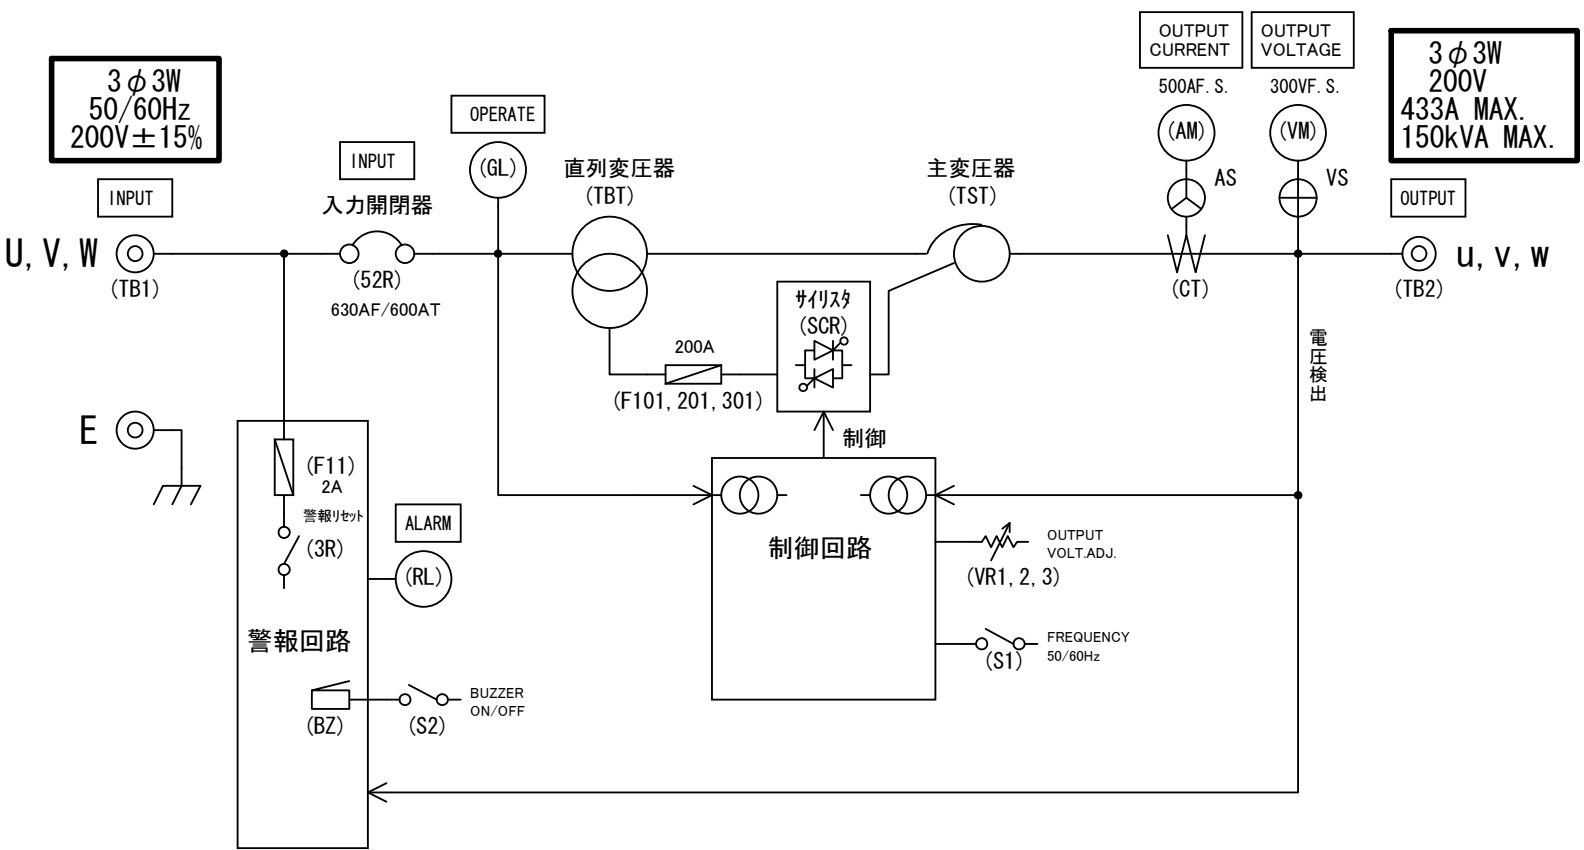 3φ3W
50/60Hz
200V±15%
INPUT
U, V, W
(TB1)
E
INPUT
入力開閉器
(52R)
630AF/600AT
OPERATE
(GL)
直列変圧器
(TBT)
主変圧器
(TST)
OUTPUT
CURRENT
500AF.S.
(AM)
AS
(CT)
OUTPUT
VOLTAGE
300VF.S.
(VM)
VS
3φ3W
200V
433A MAX.
150kVA MAX.
OUTPUT
u, v, w
(TB2)
電圧検出
200A
(F101, 201, 301)
サイリスタ
(SCR)
制御
制御回路
OUTPUT
VOLT.ADJ.
(VR1, 2, 3)
FREQUENCY
50/60Hz
(S1)
(F11)
2A
警報リセット
(3R)
ALARM
(RL)
警報回路
(BZ)
(S2)
BUZZER
ON/OFF